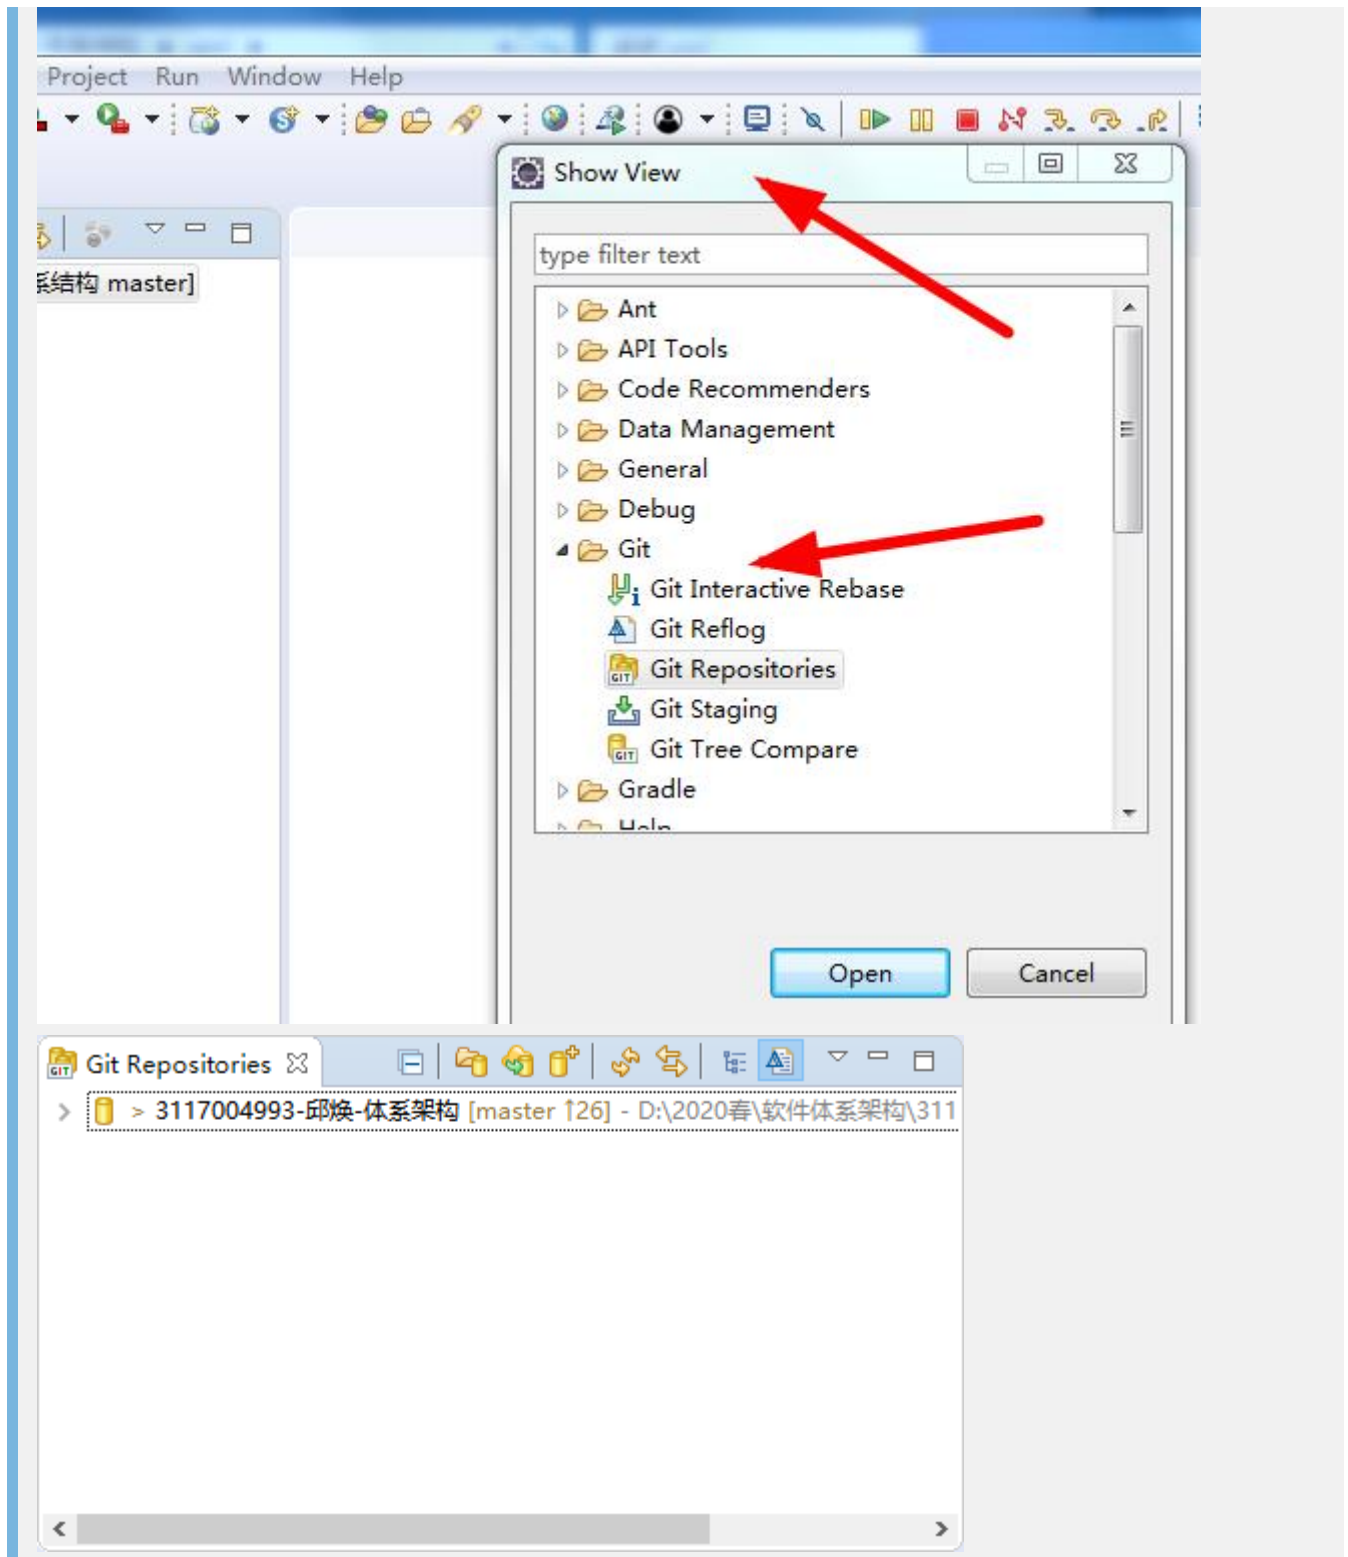 Project Run Window Help
Show View
type filter text
系结构 master]
Ant
API Tools
Code Recommenders
Data Management
General
Debug
Git
Git Interactive Rebase
Git Reflog
Git Repositories
Git Staging
Git Tree Compare
Gradle
Help
Open Cancel
Git Repositories
> 3117004993-邱焕-体系架构 [master ↑26] - D:\2020春\软件体系架构\311